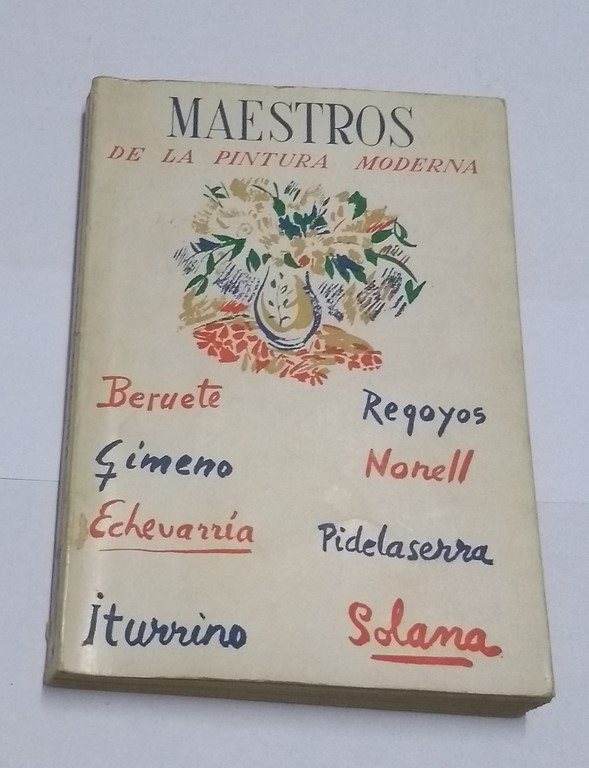 MAESTROS
DE LA PINTURA MODERNA
Beruete
Regoyos
Gimeno
Nonell
Echevarría
Pidelaserra
Iturrino
Solana